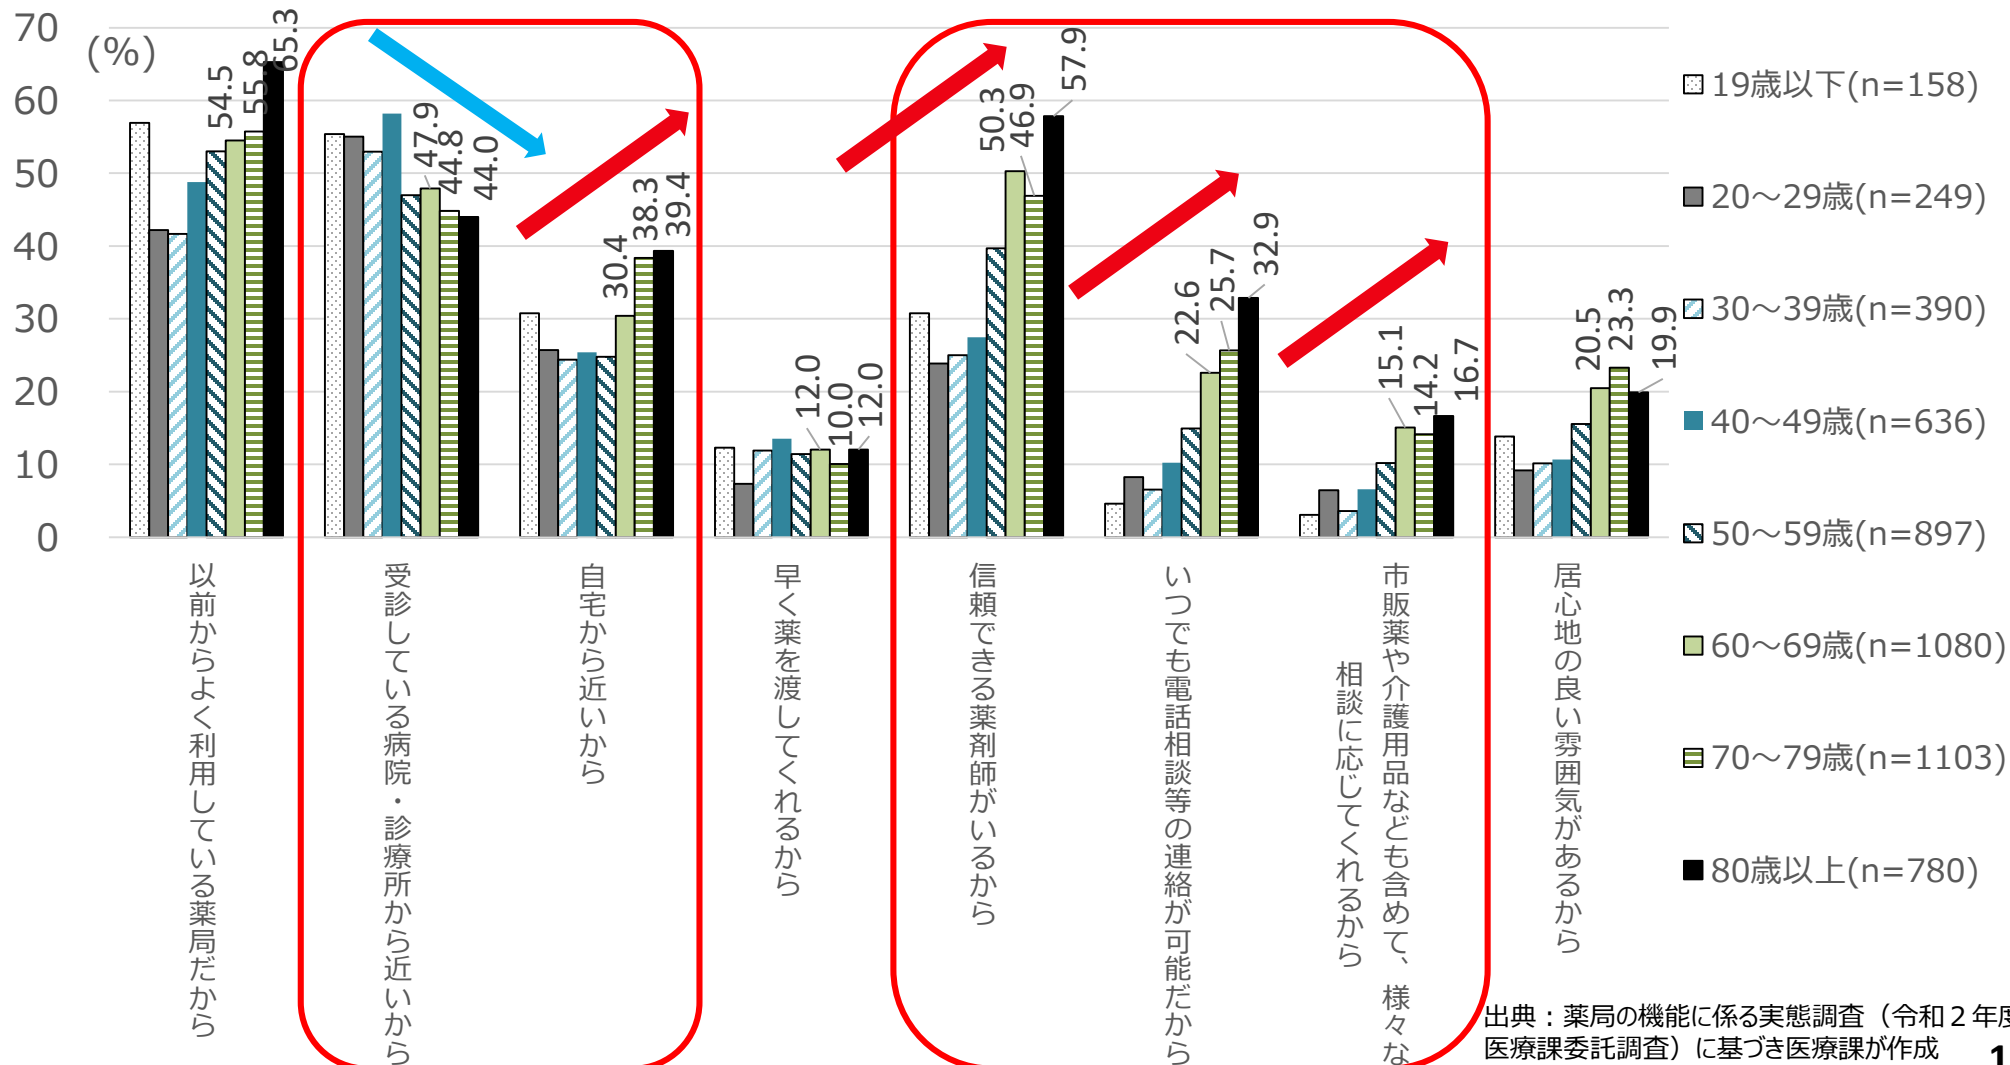 70
(%)
60
50
40
30
20
10
0
54.5
55.8
65.3
47.9
44.8
44.0
30.4
38.3
39.4
12.0
10.0
12.0
50.3
46.9
57.9
22.6
25.7
32.9
15.1
14.2
16.7
20.5
23.3
19.9
以前からよく利用している薬局だから
受診している病院・診療所から近いから
自宅から近いから
早く薬を渡してくれるから
信頼できる薬剤師がいるから
いつでも電話相談等の連絡が可能だから
市販薬や介護用品なども含めて、様々な
相談に応じてくれるから
居心地の良い雰囲気があるから
19歳以下(n=158)
20～29歳(n=249)
30～39歳(n=390)
40～49歳(n=636)
50～59歳(n=897)
60～69歳(n=1080)
70～79歳(n=1103)
80歳以上(n=780)
出典：薬局の機能に係る実態調査（令和２年度
医療課委託調査）に基づき医療課が作成
1